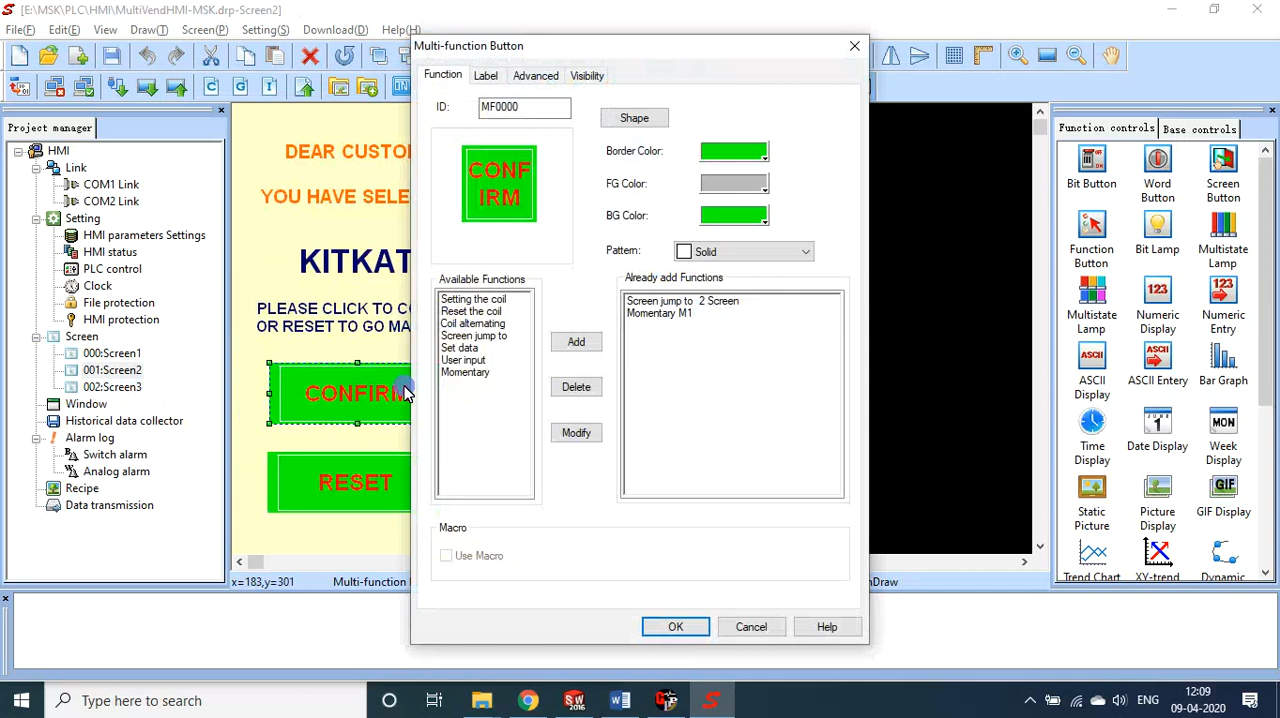 [E:\MSK\PLC\HMI\MultiVendHMI-MSK.drp-Screen2]
File(F) Edit(E) View Draw(T) Screen(P) Setting(S) Download(D) Help(H)
Project manager
HMI
Link
COM1 Link
COM2 Link
Setting
HMI parameters Settings
HMI status
PLC control
Clock
File protection
HMI protection
Screen
000:Screen1
001:Screen2
002:Screen3
Window
Historical data collector
Alarm log
Switch alarm
Analog alarm
Recipe
Data transmission
DEAR CUSTO
YOU HAVE SELE
KITKAT
PLEASE CLICK TO CO
OR RESET TO GO MA
CONFIRM
RESET
x=183,y=301 Multi-function
Multi-function Button
Function Label Advanced Visibility
ID: MF0000
Shape
CONF
IRM
Border Color:
FG Color:
BG Color:
Pattern: Solid
Available Functions
Setting the coil
Reset the coil
Coil alternating
Screen jump to
Set data
User input
Momentary
Add
Delete
Modify
Already add Functions
Screen jump to 2 Screen
Momentary M1
Macro
Use Macro
OK Cancel Help
Function controls Base controls
Bit Button
Word
Button
Screen
Button
Function
Button
Bit Lamp
Multistate
Lamp
Multistate
Lamp
123
Numeric
Display
123
Numeric
Entry
ASCII
ASCII
Display
ASCII
ASCII Entery
Bar Graph
Time
Display
1
Date Display
MON
Week
Display
Static
Picture
Picture
Display
GIF
GIF Display
Trend Chart
XY-trend
Dynamic
Type here to search
W
SW
2016
S
ENG
12:09
09-04-2020